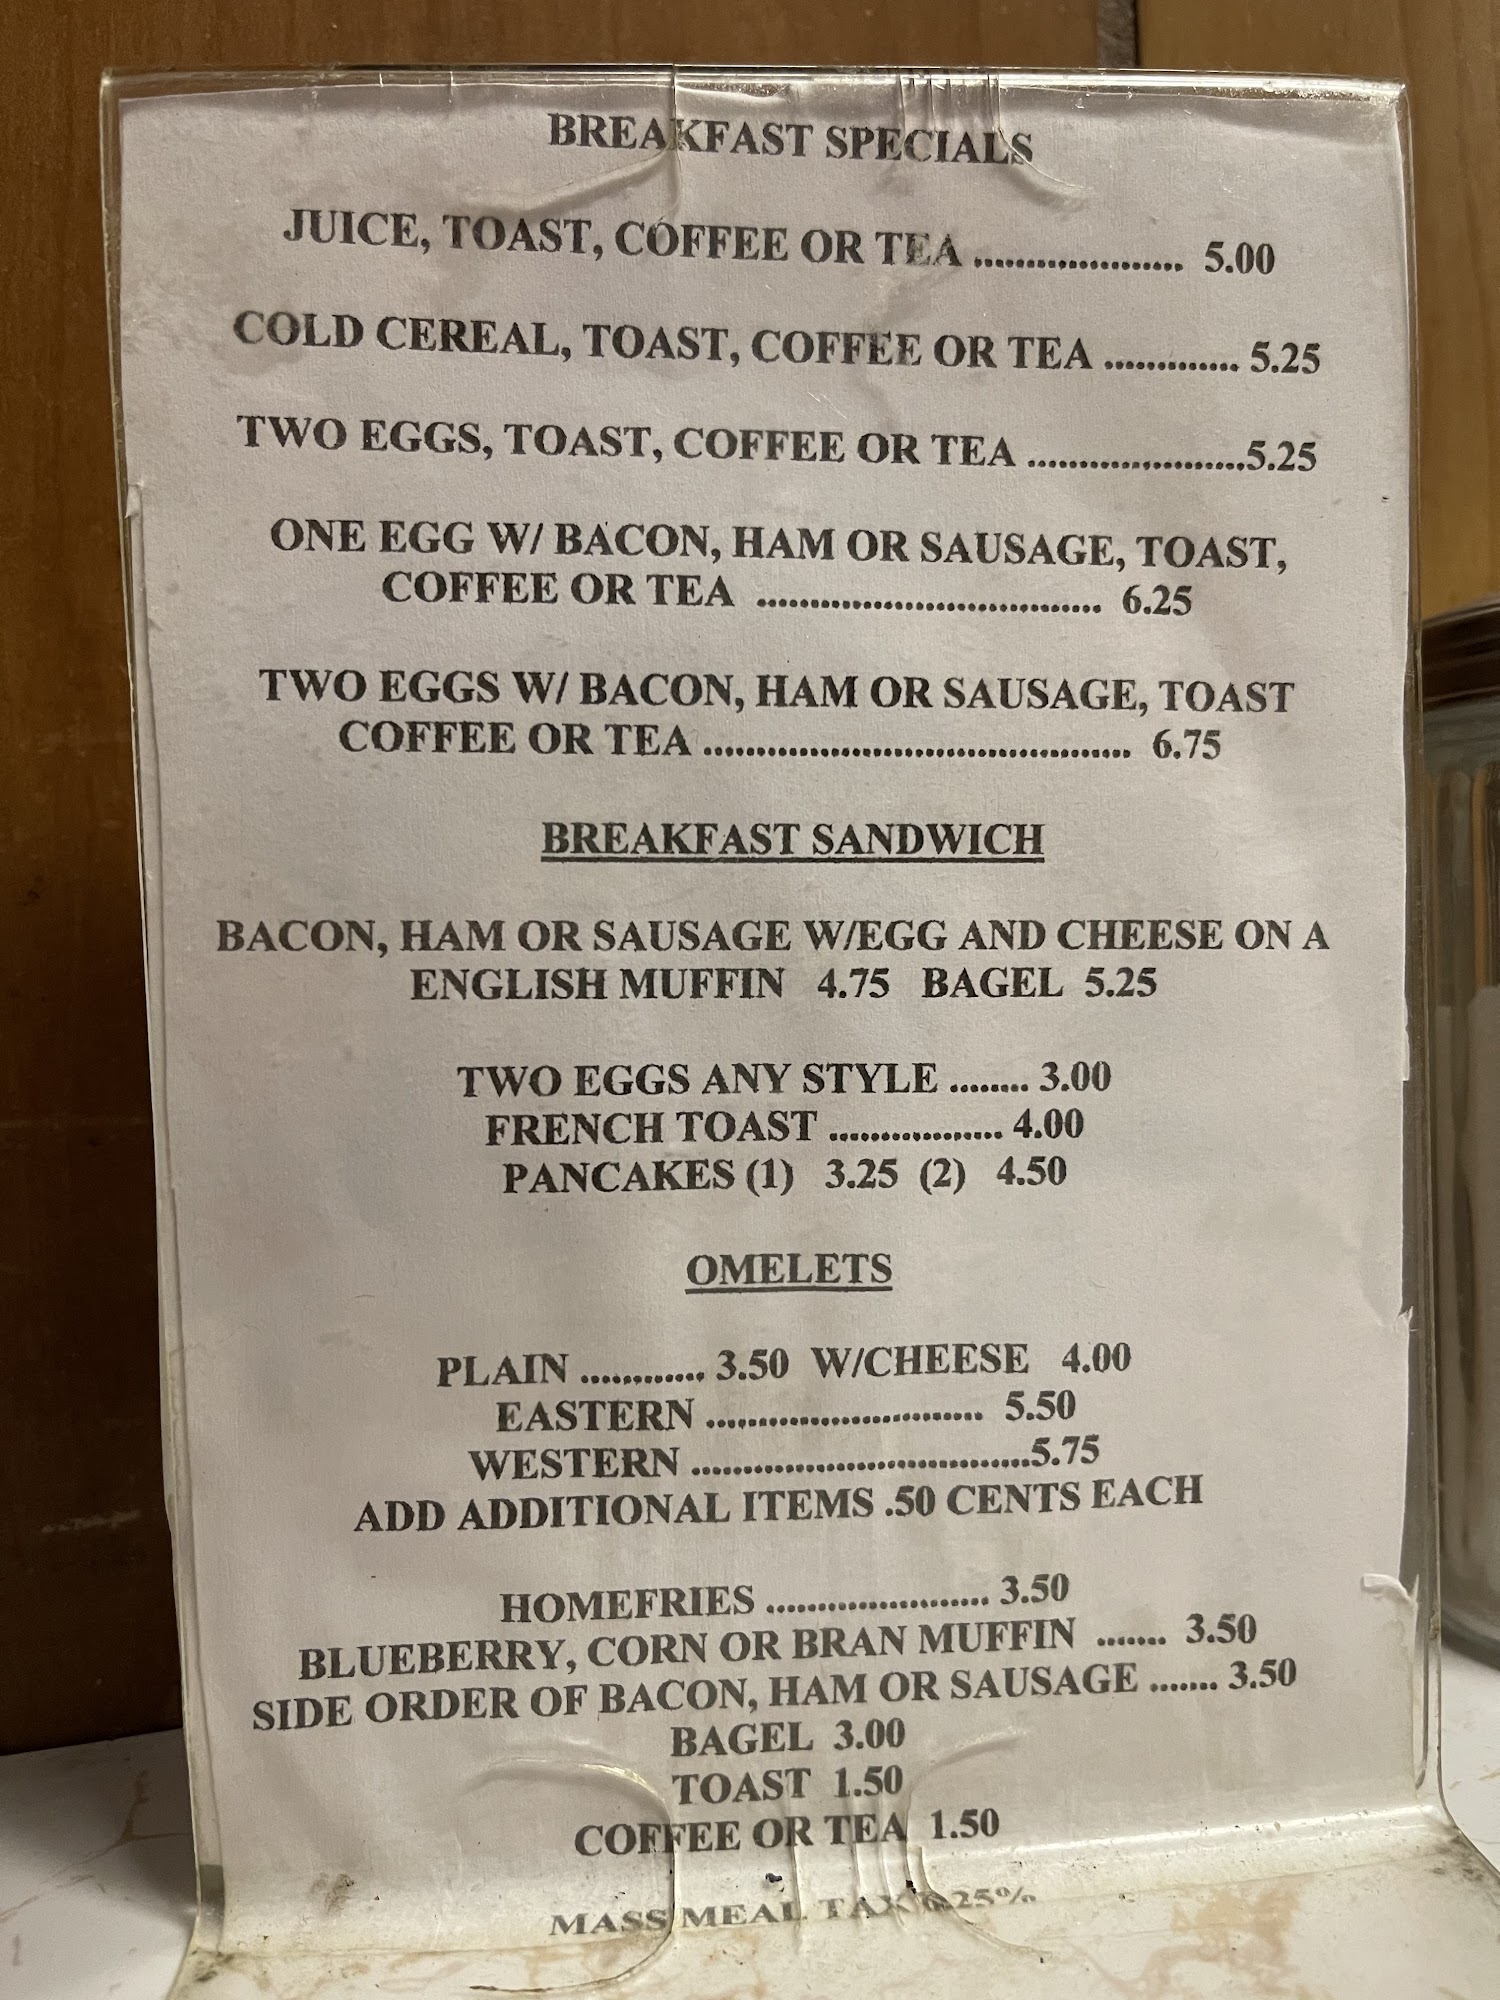 BREAKFAST SPECIALS
JUICE, TOAST, COFFEE OR TEA .................... 5.00
COLD CEREAL, TOAST, COFFEE OR TEA ............. 5.25
TWO EGGS, TOAST, COFFEE OR TEA .....................5.25
ONE EGG W/ BACON, HAM OR SAUSAGE, TOAST,
COFFEE OR TEA ................................. 6.25
TWO EGGS W/ BACON, HAM OR SAUSAGE, TOAST
COFFEE OR TEA ......................................... 6.75
BREAKFAST SANDWICH
BACON, HAM OR SAUSAGE W/EGG AND CHEESE ON A
ENGLISH MUFFIN 4.75 BAGEL 5.25
TWO EGGS ANY STYLE ........ 3.00
FRENCH TOAST ................. 4.00
PANCAKES (1) 3.25 (2) 4.50
OMELETS
PLAIN ............ 3.50 W/CHEESE 4.00
EASTERN ........................... 5.50
WESTERN .................................5.75
ADD ADDITIONAL ITEMS .50 CENTS EACH
HOMEFRIES ...................... 3.50
BLUEBERRY, CORN OR BRAN MUFFIN ....... 3.50
SIDE ORDER OF BACON, HAM OR SAUSAGE ....... 3.50
BAGEL 3.00
TOAST 1.50
COFFEE OR TEA 1.50
MASS MEAL TAX 6.25%